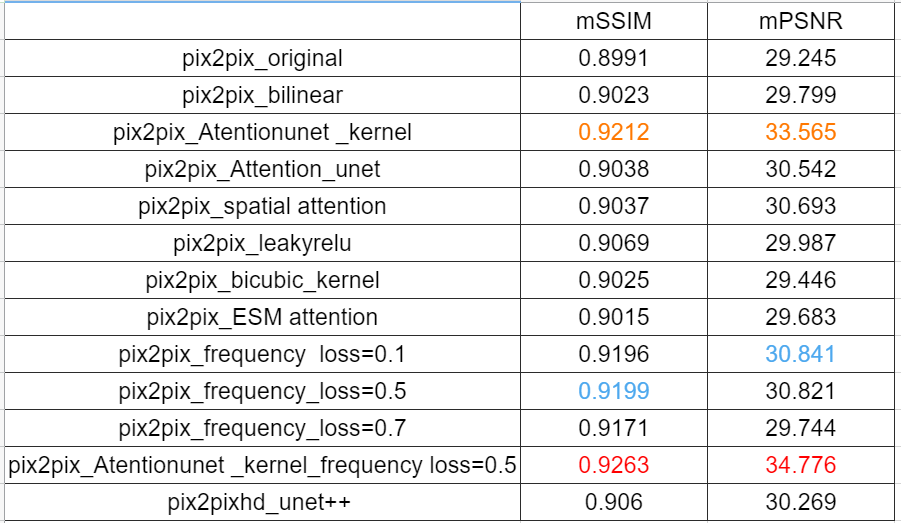 mSSIM mPSNR
pix2pix_original 0.8991 29.245
pix2pix_bilinear 0.9023 29.799
pix2pix_Atentionunet _kernel 0.9212 33.565
pix2pix_Attention_unet 0.9038 30.542
pix2pix_spatial attention 0.9037 30.693
pix2pix_leakyrelu 0.9069 29.987
pix2pix_bicubic_kernel 0.9025 29.446
pix2pix_ESM attention 0.9015 29.683
pix2pix_frequency  loss=0.1 0.9196 30.841
pix2pix_frequency_loss=0.5 0.9199 30.821
pix2pix_frequency_loss=0.7 0.9171 29.744
pix2pix_Atentionunet _kernel_frequency loss=0.5 0.9263 34.776
pix2pixhd_unet++ 0.906 30.269